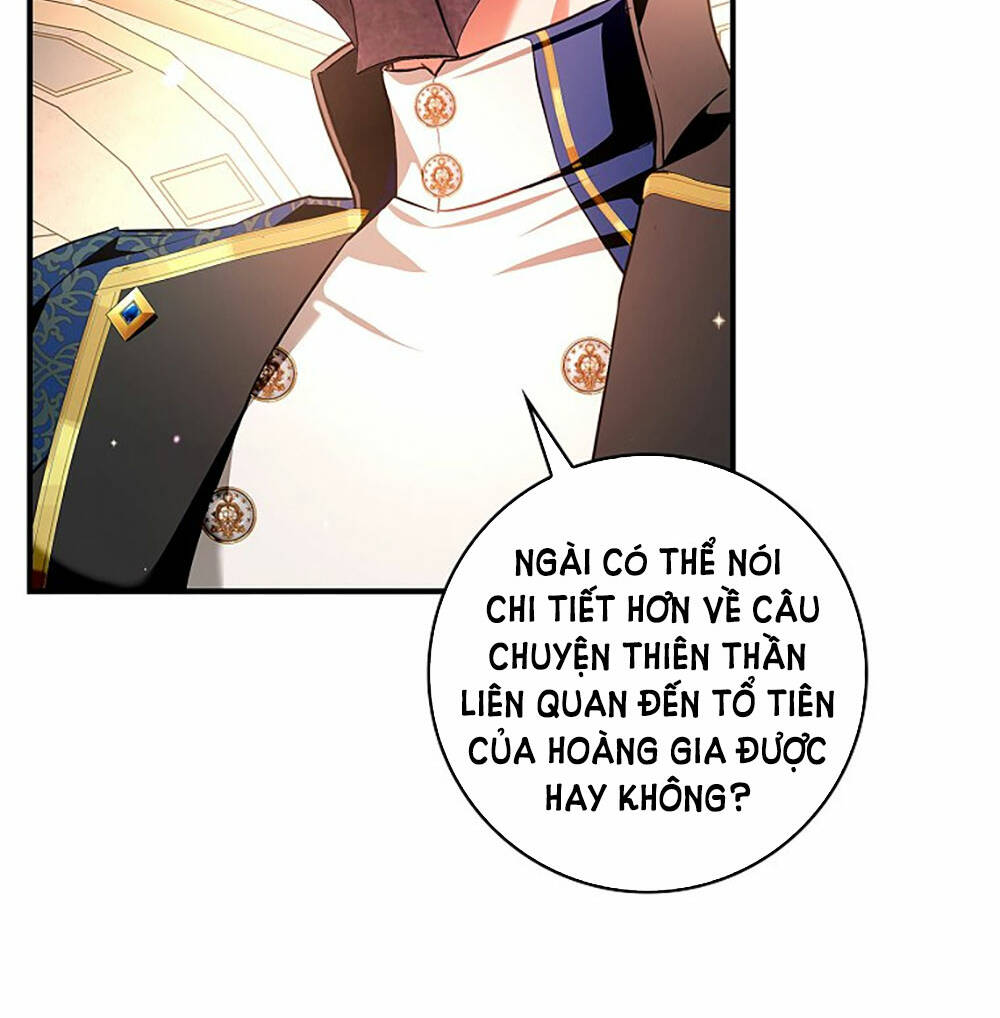 NGÀI CÓ THỂ NÓI
CHI TIẾT HƠN VỀ CÂU
CHUYỆN THIÊN THẦN
LIÊN QUAN ĐẾN TỔ TIÊN
CỦA HOÀNG GIA ĐƯỢC
HAY KHÔNG?